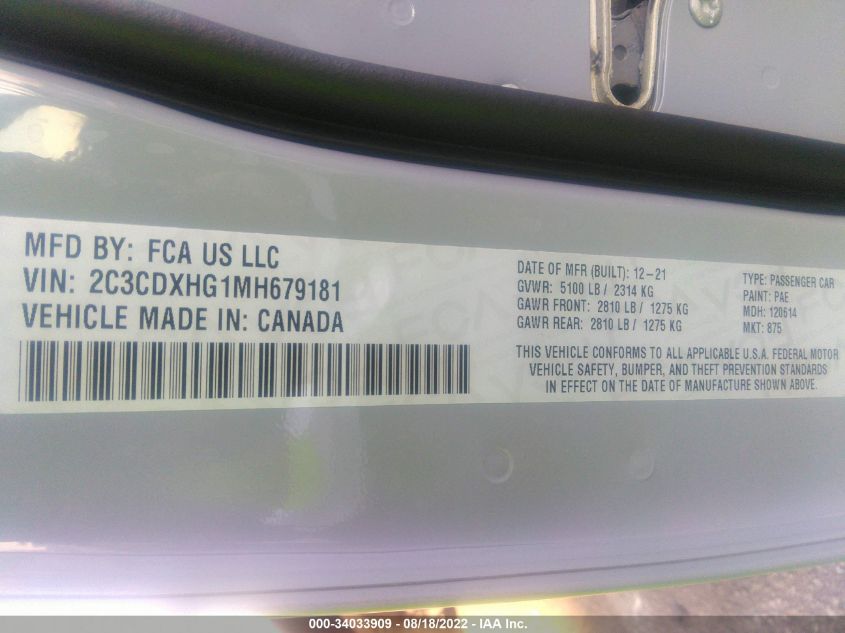 MFD BY: FCA US LLC
VIN: 2C3CDXHG1MH679181
VEHICLE MADE IN: CANADA
DATE OF MFR (BUILT): 12-21
GVWR: 5100 LB / 2314 KG
GAWR FRONT: 2810 LB / 1275 KG
GAWR REAR: 2810 LB / 1275 KG
TYPE: PASSENGER CAR
PAINT: PAE
MDH: 120614
MKT: 875
THIS VEHICLE CONFORMS TO ALL APPLICABLE U.S.A. FEDERAL MOTOR
VEHICLE SAFETY, BUMPER, AND THEFT PREVENTION STANDARDS
IN EFFECT ON THE DATE OF MANUFACTURE SHOWN ABOVE.
000-34033909 - 08/18/2022 - IAA Inc.